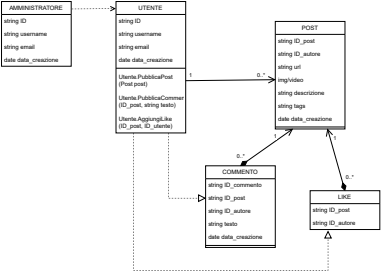 AMMINISTRATORE
string ID
string username
string email
date data_creazione
UTENTE
string ID
string username
string email
date data_creazione
Utente.PubblicaPost
(Post post)
Utente.PubblicaCommer
(ID_post, string testo)
Utente.AggiungiLike
(ID_post, ID_utente)
1
0..*
POST
string ID_post
string ID_autore
string url
img/video
string descrizione
string tags
date data_creazione
1
1
0..*
0..*
COMMENTO
string ID_commento
string ID_post
string ID_autore
string testo
date data_creazione
LIKE
string ID_post
string ID_autore